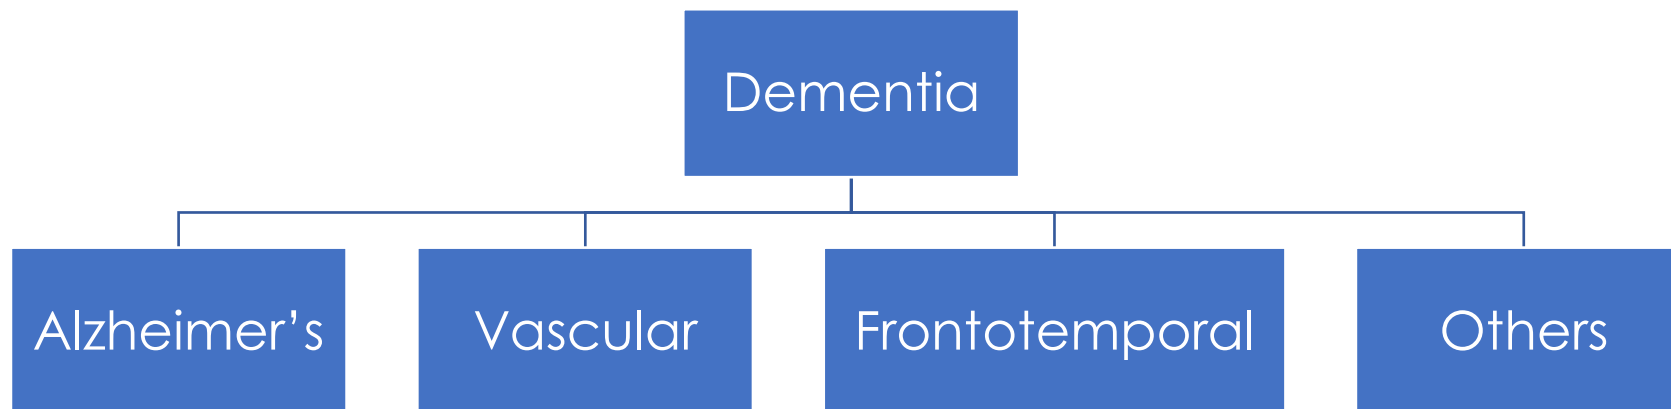 Dementia
Alzheimer’s
Vascular
Frontotemporal
Others